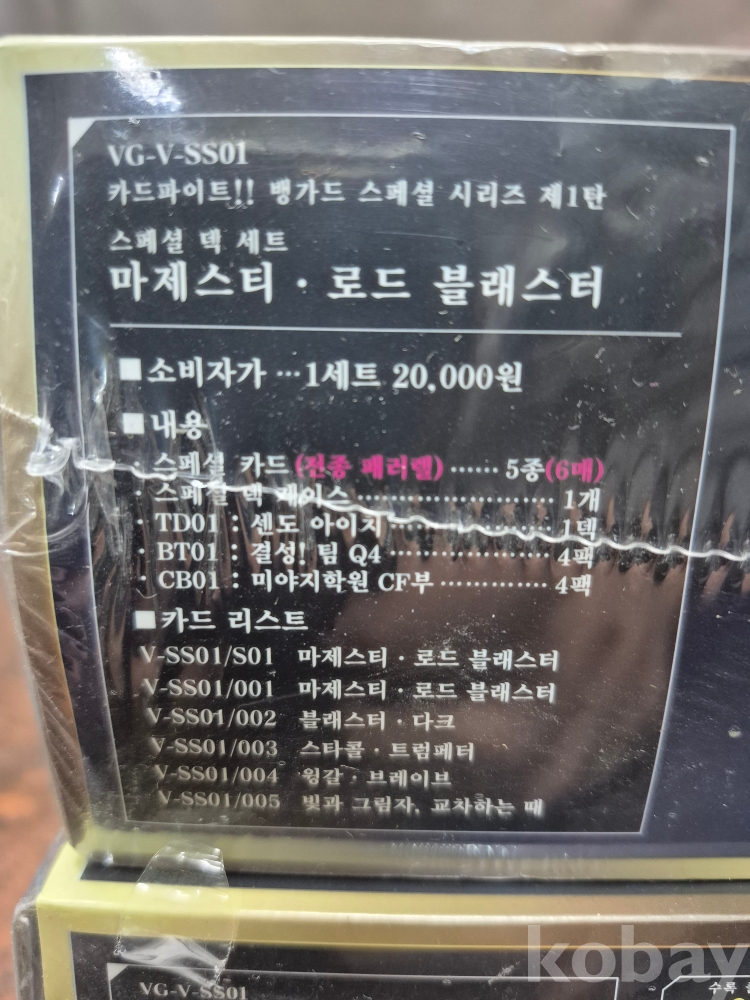 VG-V-SS01
카드파이트!! 뱅가드 스페셜 시리즈 제1탄
스페셜 덱 세트
마제스티·로드 블래스터
■소비자가 …1세트 20,000원
■내용
· 스페셜 카드(전종 패러렐)…… 5종(6매)
· 스페셜 덱 케이스…………………… 1개
· TD01 : 센도 아이치……………… 1덱
· BT01 : 결성! 팀 Q4……………… 4팩
· CB01 : 미야지학원 CF부………… 4팩
■카드 리스트
V-SS01/S01 마제스티·로드 블래스터
V-SS01/001 마제스티·로드 블래스터
V-SS01/002 블래스터·다크
V-SS01/003 스타콜·트럼페터
V-SS01/004 윙갈·브레이브
V-SS01/005 빛과 그림자, 교차하는 때
kobay
VG-V-SS01
수록